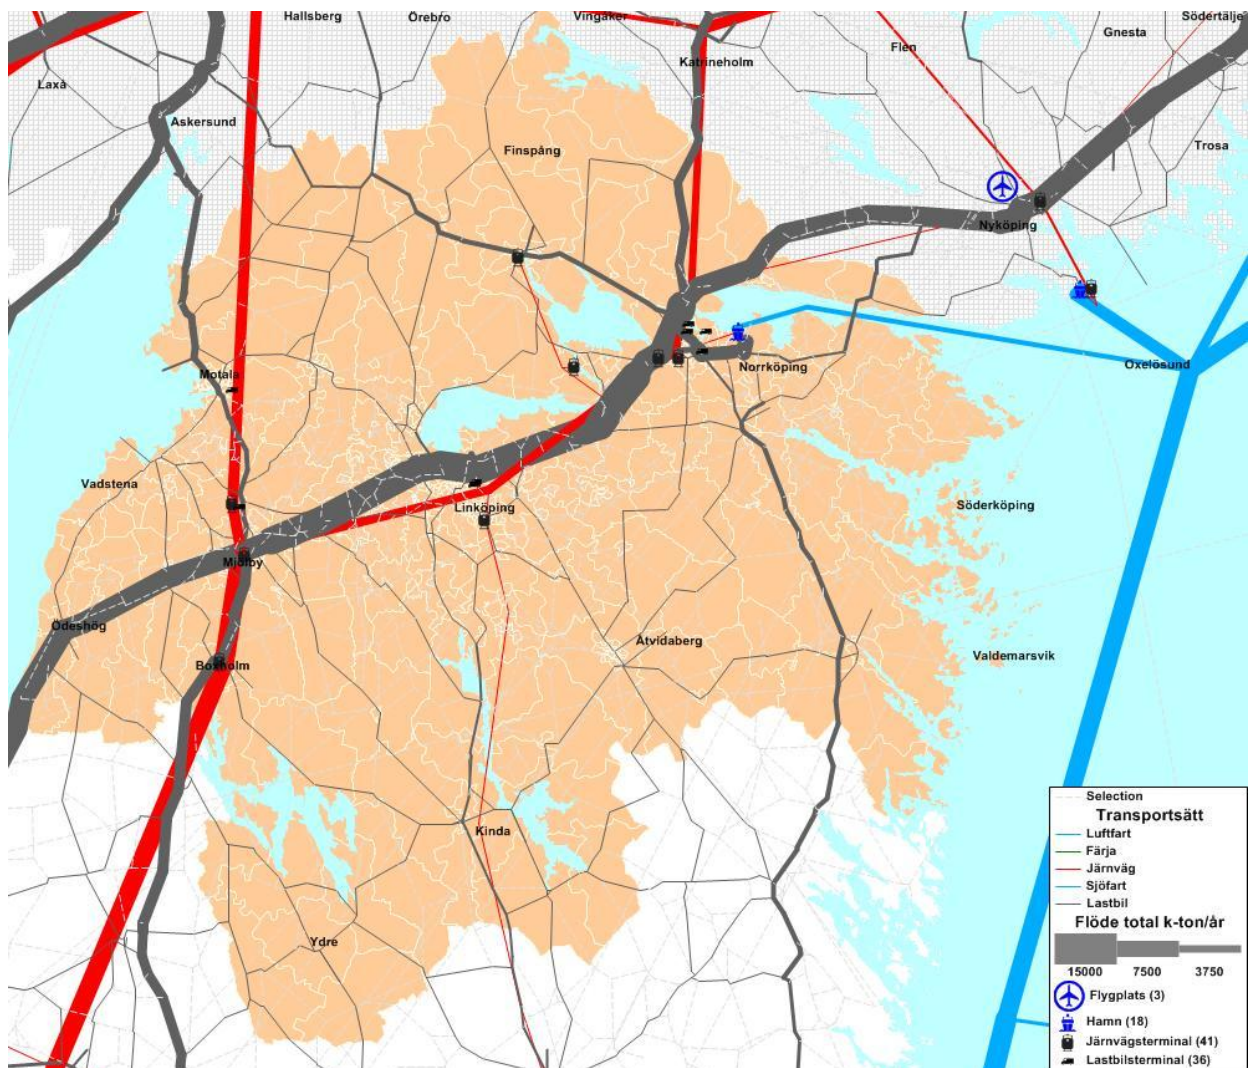 Hallsberg
Örebro
Vingåker
Södertälje
Gnesta
Flen
Katrineholm
Laxå
Askersund
Finspång
Trosa
Nyköping
Motala
Norrköping
Oxelösund
Vadstena
Linköping
Söderköping
Mjölby
Ödeshög
Åtvidaberg
Valdemarsvik
Boxholm
Kinda
Ydre
Selection
Transportsätt
Luftfart
Färja
Järnväg
Sjöfart
Lastbil
Flöde total k-ton/år
15000 7500 3750
Flygplats (3)
Hamn (18)
Järnvägsterminal (41)
Lastbilsterminal (36)